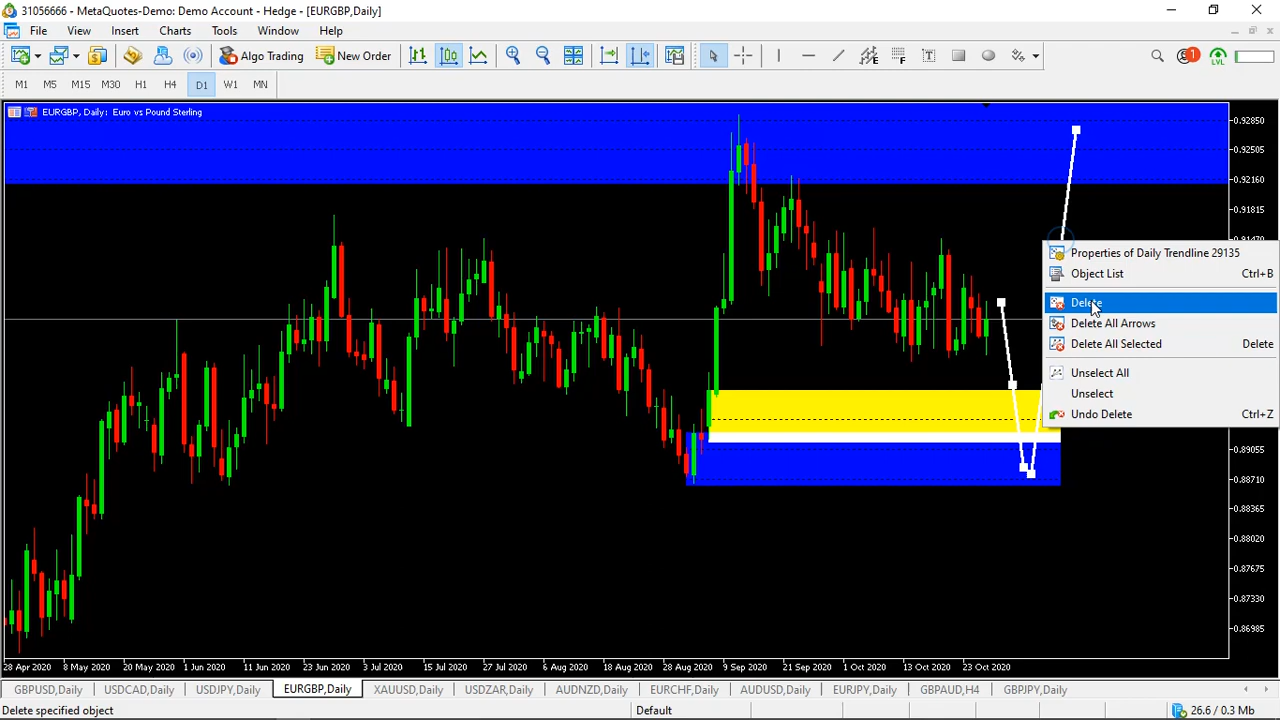 31056666 - MetaQuotes-Demo: Demo Account - Hedge - [EURGBP,Daily]
File View Insert Charts Tools Window Help
Algo Trading New Order
F
E
T
1
LVL
M1 M5 M15 M30 H1 H4 D1 W1 MN
EURGBP, Daily: Euro vs Pound Sterling
0.92850
0.92505
0.92160
0.91815
0.91470
Properties of Daily Trendline 29135
Object List Ctrl+B
Delete
Delete All Arrows
Delete All Selected Delete
Unselect All
Unselect
Undo Delete Ctrl+Z
0.89055
0.88710
0.88365
0.88020
0.87675
0.87330
0.86985
28 Apr 2020 8 May 2020 20 May 2020 1 Jun 2020 11 Jun 2020 23 Jun 2020 3 Jul 2020 15 Jul 2020 27 Jul 2020 6 Aug 2020 18 Aug 2020 28 Aug 2020 9 Sep 2020 21 Sep 2020 1 Oct 2020 13 Oct 2020 23 Oct 2020
GBPUSD,Daily USDCAD,Daily USDJPY,Daily EURGBP,Daily XAUUSD,Daily USDZAR,Daily AUDNZD,Daily EURCHF,Daily AUDUSD,Daily EURJPY,Daily GBPAUD,H4 GBPJPY,Daily
Delete specified object Default 26.6 / 0.3 Mb